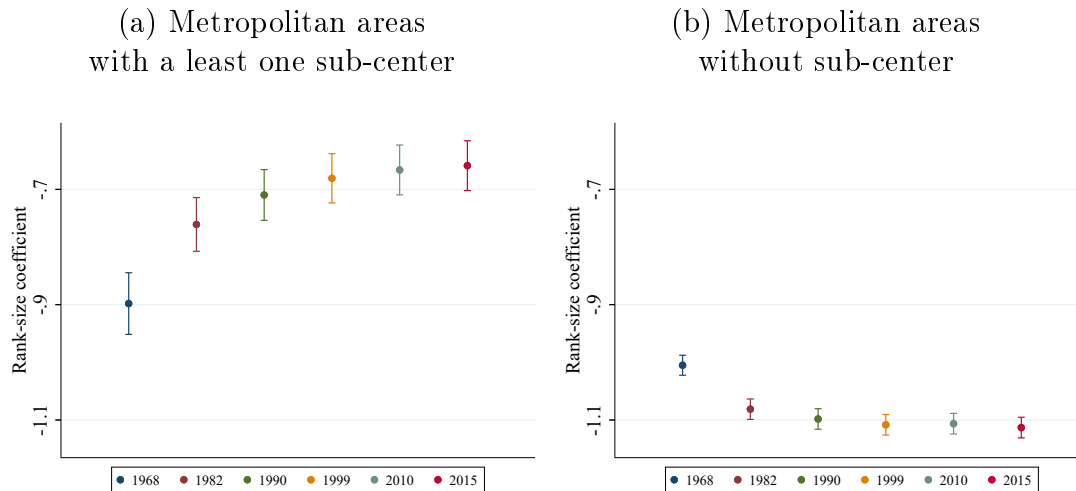 (a) Metropolitan areas
with a least one sub-center
-.7
-.9
-1.1
Rank-size coefficient
1968 1982 1990 1999 2010 2015
(b) Metropolitan areas
without sub-center
-.7
-.9
-1.1
Rank-size coefficient
1968 1982 1990 1999 2010 2015